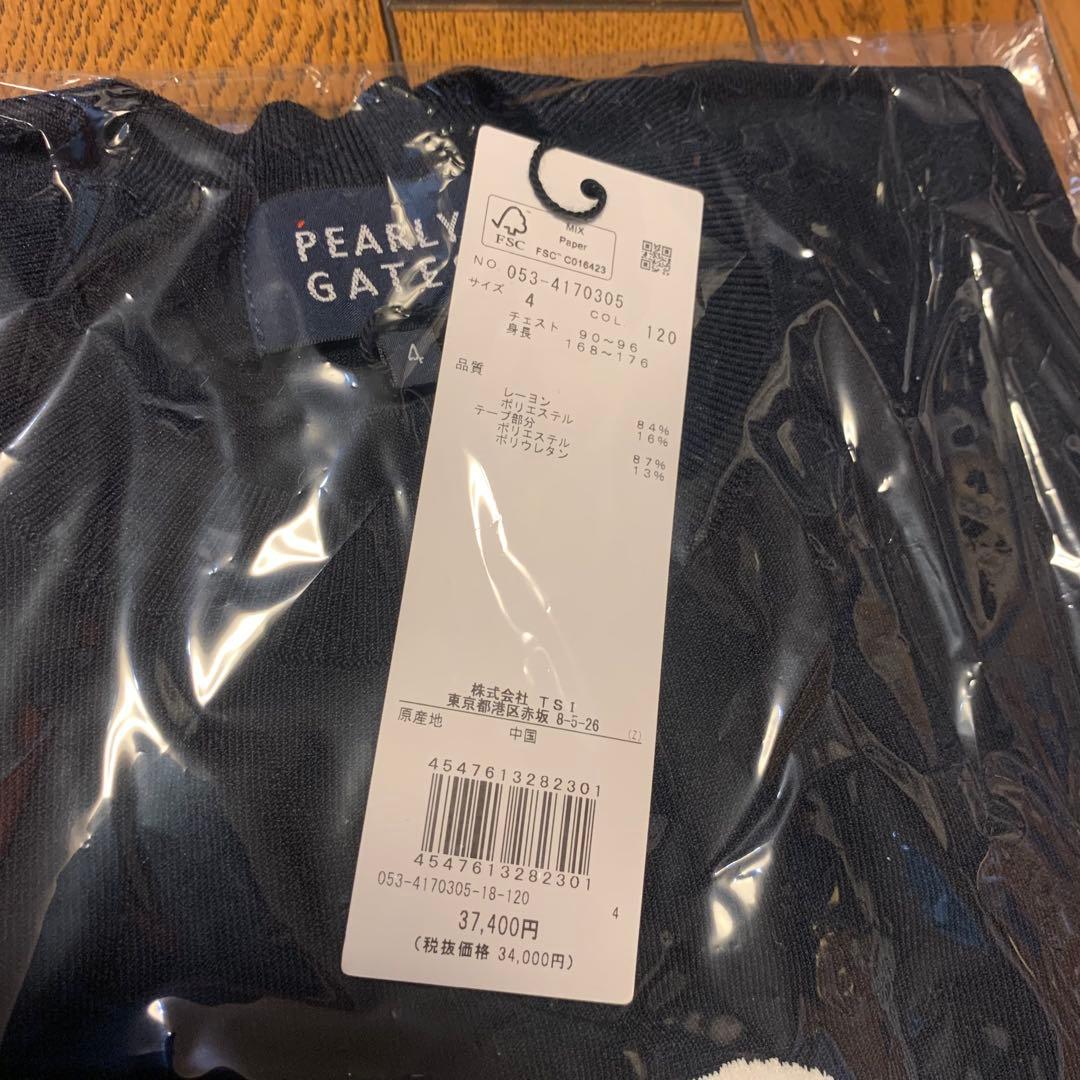 PEARLY
GATE
4
FSC
MIX
Paper
FSC™ C016423
NO. 053-4170305
サイズ 4 COL 120
チェスト 90~96
身長 168~176
品質
レーヨン 84%
ポリエステル 16%
テープ部分
ポリエステル 87%
ポリウレタン 13%
株式会社 TSI
東京都港区赤坂 8-5-26 (Z)
原産地 中国
4547613282301
4547613282301
053-4170305-18-120 4
37,400円
(税抜価格 34,000円)